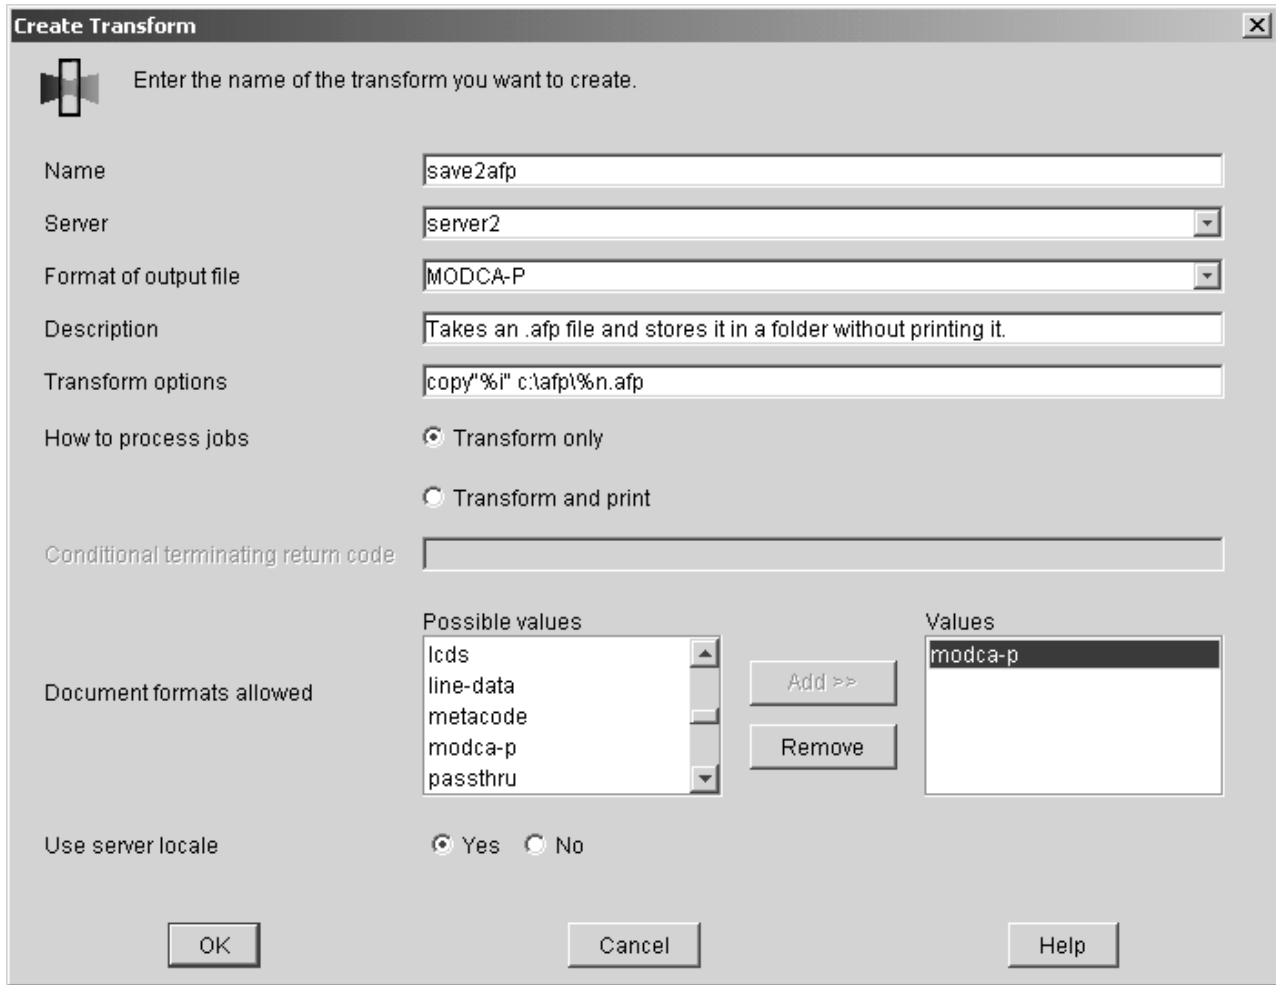 Create Transform
Enter the name of the transform you want to create.
Name save2afp
Server server2
Format of output file MODCA-P
Description Takes an .afp file and stores it in a folder without printing it.
Transform options copy"%i" c:\afp\%n.afp
How to process jobs Transform only
Transform and print
Conditional terminating return code
Possible values Values
lcds modca-p
line-data Add >>
Document formats allowed
metacode
modca-p Remove
passthru
Use server locale Yes No
OK Cancel Help